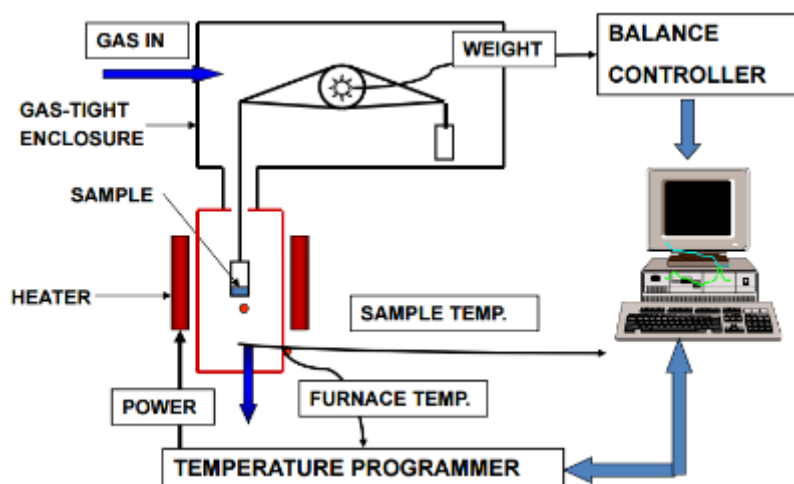 GAS IN
WEIGHT
BALANCE
CONTROLLER
GAS-TIGHT
ENCLOSURE
SAMPLE
HEATER
SAMPLE TEMP.
POWER
FURNACE TEMP.
TEMPERATURE PROGRAMMER